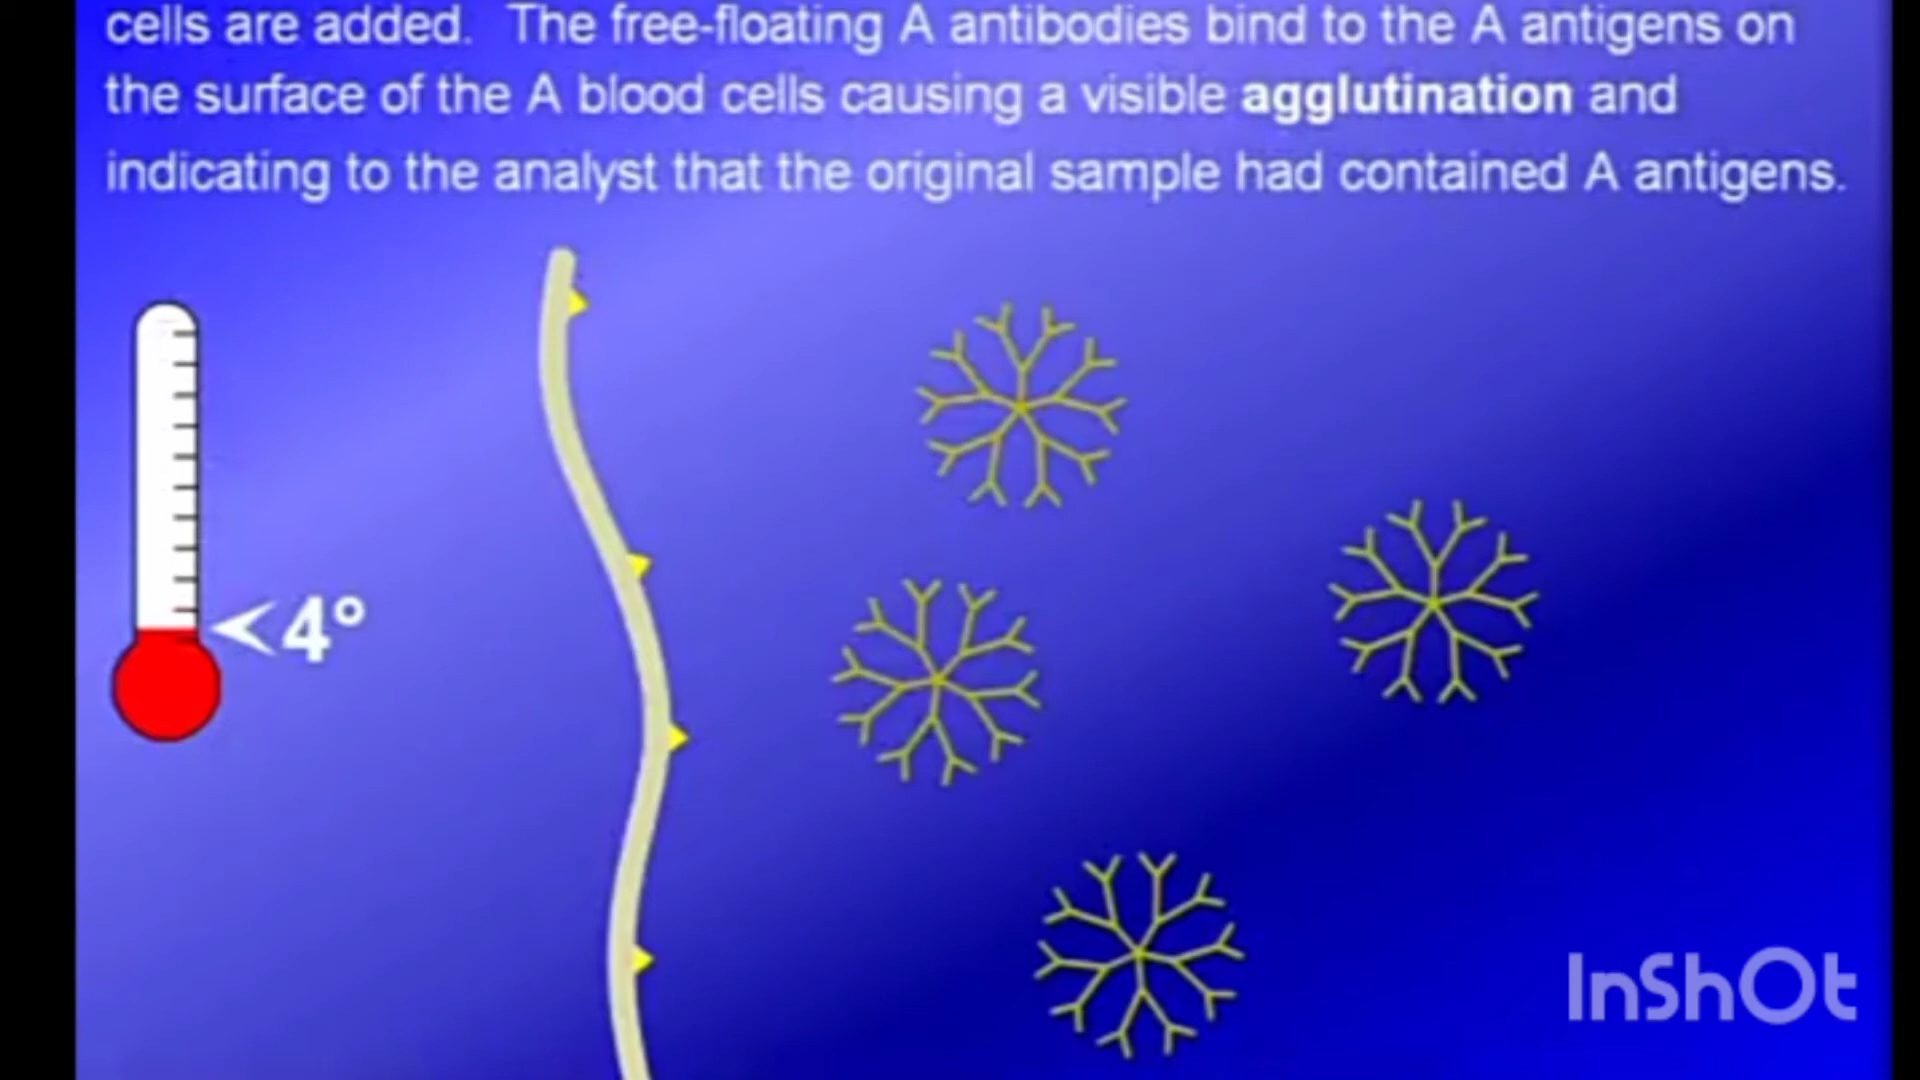 cells are added. The free-floating A antibodies bind to the A antigens on
the surface of the A blood cells causing a visible agglutination and
indicating to the analyst that the original sample had contained A antigens.
<4°
InShOt